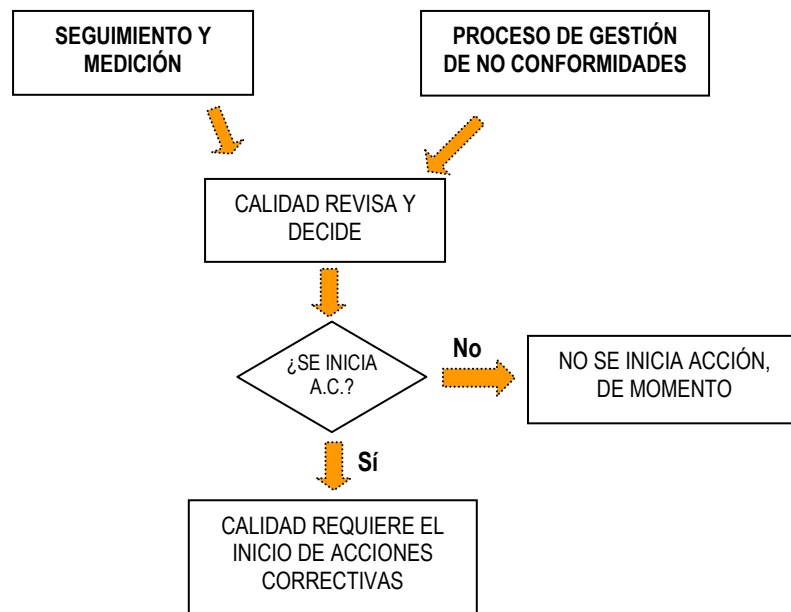 SEGUIMIENTO Y
MEDICIÓN
PROCESO DE GESTIÓN
DE NO CONFORMIDADES
CALIDAD REVISA Y
DECIDE
¿SE INICIA
A.C.?
No
NO SE INICIA ACCIÓN,
DE MOMENTO
Sí
CALIDAD REQUIERE EL
INICIO DE ACCIONES
CORRECTIVAS